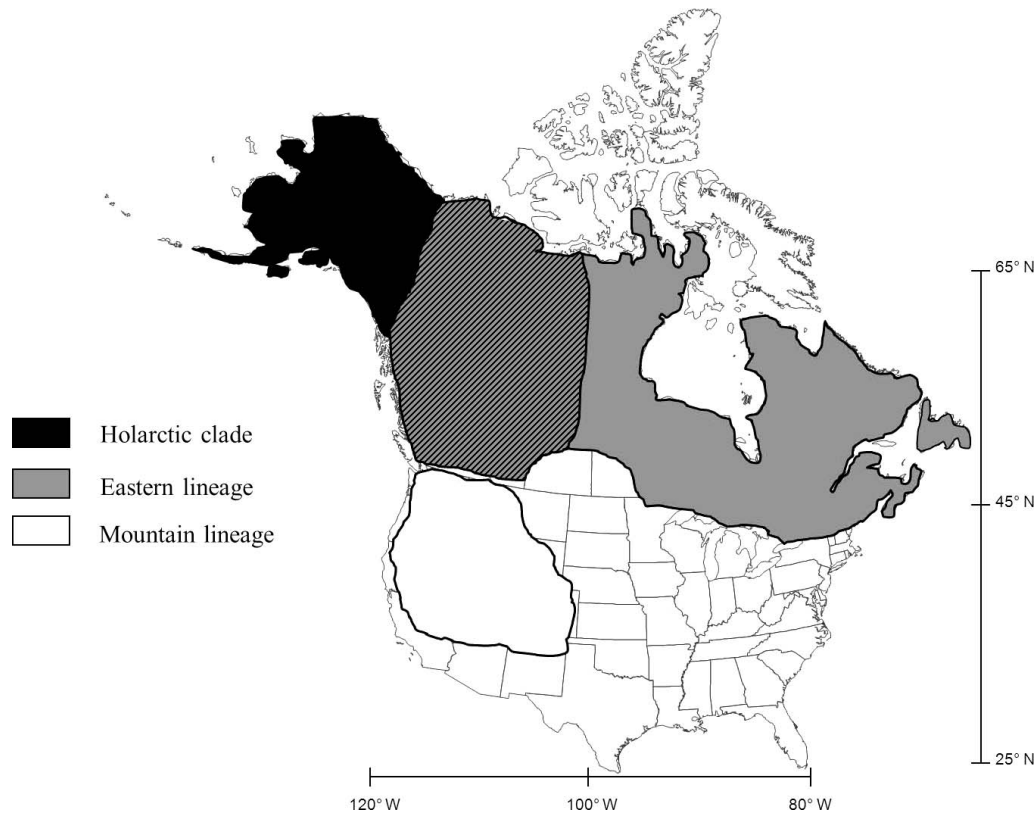 65° N
Holarctic clade
Eastern lineage
45° N
Mountain lineage
25° N
120° W
100° W
80° W